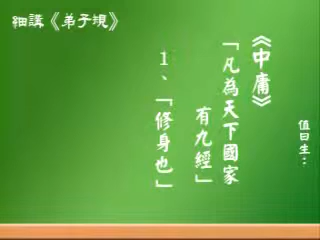 細講《弟子規》
《中庸》
「凡為天下國家
有九經」
1、「修身也」
值日生：